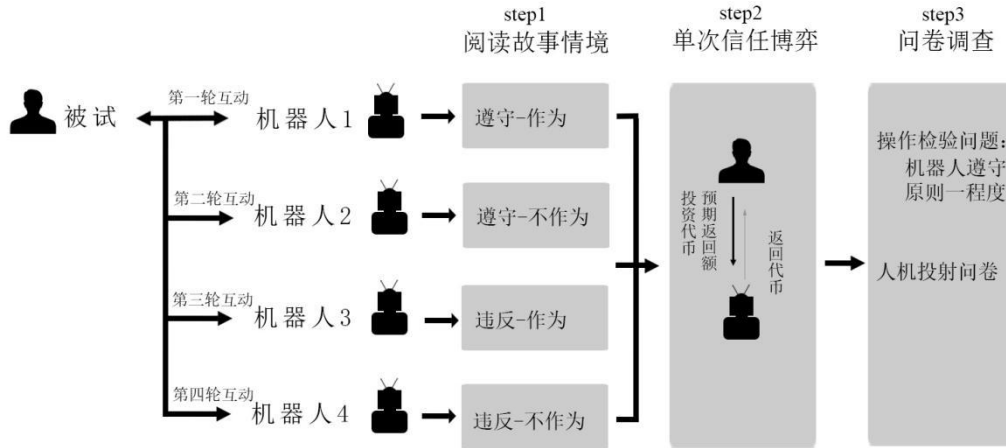 step1
阅读故事情境
step2
单次信任博弈
step3
问卷调查
被试
第一轮互动
机器人1
遵守-作为
第二轮互动
机器人2
遵守-不作为
第三轮互动
机器人3
违反-作为
第四轮互动
机器人4
违反-不作为
投资代币
预期返回额
返回代币
操作检验问题：
机器人遵守
原则一程度
人机投射问卷